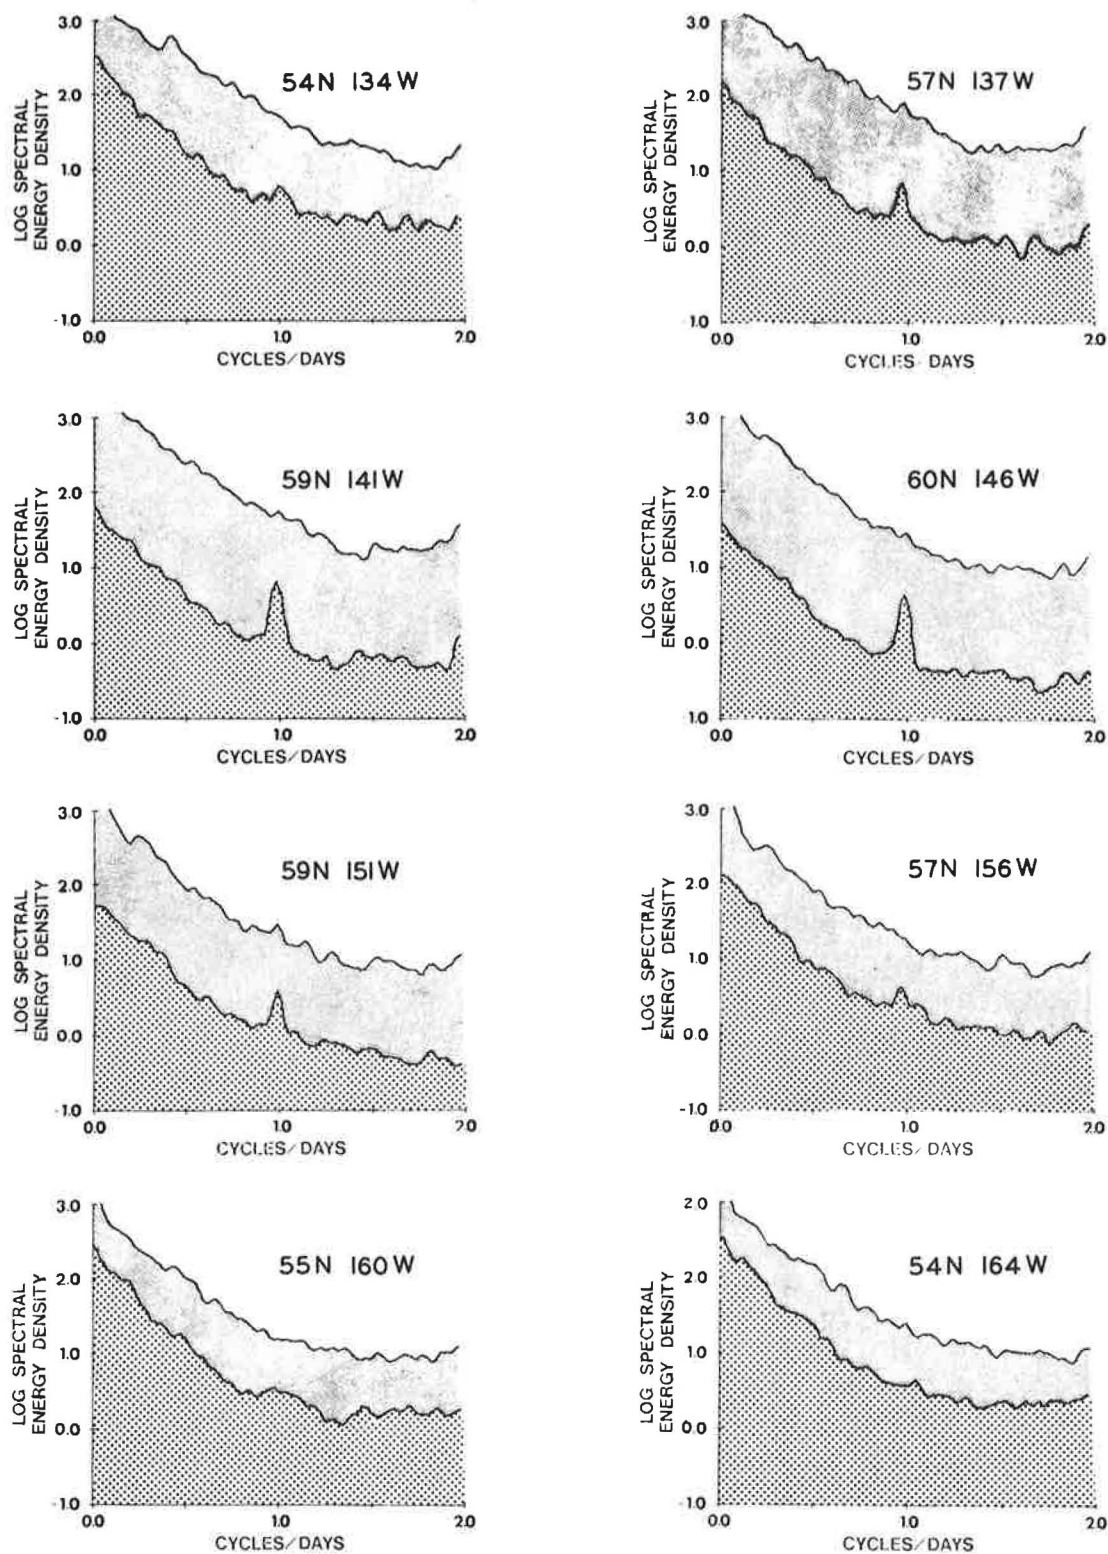 LOG SPECTRAL
ENERGY DENSITY
3.0
2.0
1.0
0.0
-1.0
54N 134W
0.0
1.0
2.0
CYCLES/DAYS
LOG SPECTRAL
ENERGY DENSITY
3.0
2.0
1.0
0.0
1.0
57N 137W
0.0
1.0
2.0
CYCLES DAYS
LOG SPECTRAL
ENERGY DENSITY
3.0
2.0
1.0
0.0
-1.0
59N 141W
0.0
1.0
2.0
CYCLES/DAYS
LOG SPECTRAL
ENERGY DENSITY
3.0
2.0
1.0
0.0
1.0
60N 146W
0.0
1.0
2.0
CYCLES/DAYS
LOG SPECTRAL
ENERGY DENSITY
3.0
2.0
1.0
0.0
-1.0
59N 151W
0.0
1.0
2.0
CYCLES/DAYS
LOG SPECTRAL
ENERGY DENSITY
3.0
2.0
1.0
0.0
-1.0
57N 156W
0.0
1.0
2.0
CYCLES/DAYS
LOG SPECTRAL
ENERGY DENSITY
3.0
2.0
1.0
0.0
-1.0
55N 160W
0.0
1.0
2.0
CYCLES/DAYS
LOG SPECTRAL
ENERGY DENSITY
2.0
2.0
1.0
0.0
-1.0
54N 164W
0.0
1.0
2.0
CYCLES/DAYS